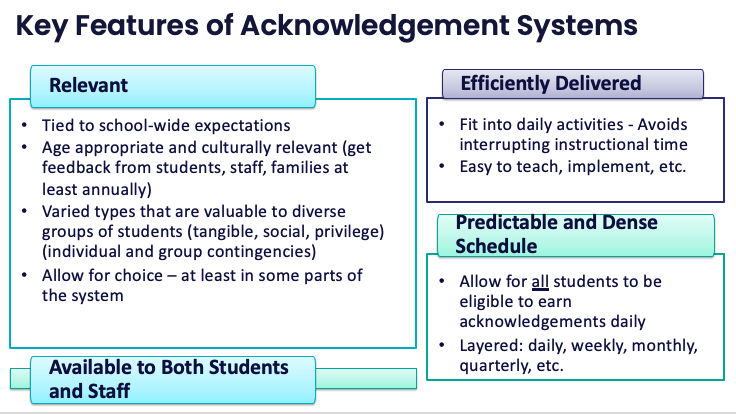 Key Features of Acknowledgement Systems
Relevant
• Tied to school-wide expectations
• Age appropriate and culturally relevant (get
feedback from students, staff, families at
least annually)
• Varied types that are valuable to diverse
groups of students (tangible, social, privilege)
(individual and group contingencies)
• Allow for choice – at least in some parts of
the system
Available to Both Students
and Staff
Efficiently Delivered
• Fit into daily activities - Avoids
interrupting instructional time
• Easy to teach, implement, etc.
Predictable and Dense
Schedule
• Allow for all students to be
eligible to earn
acknowledgements daily
• Layered: daily, weekly, monthly,
quarterly, etc.